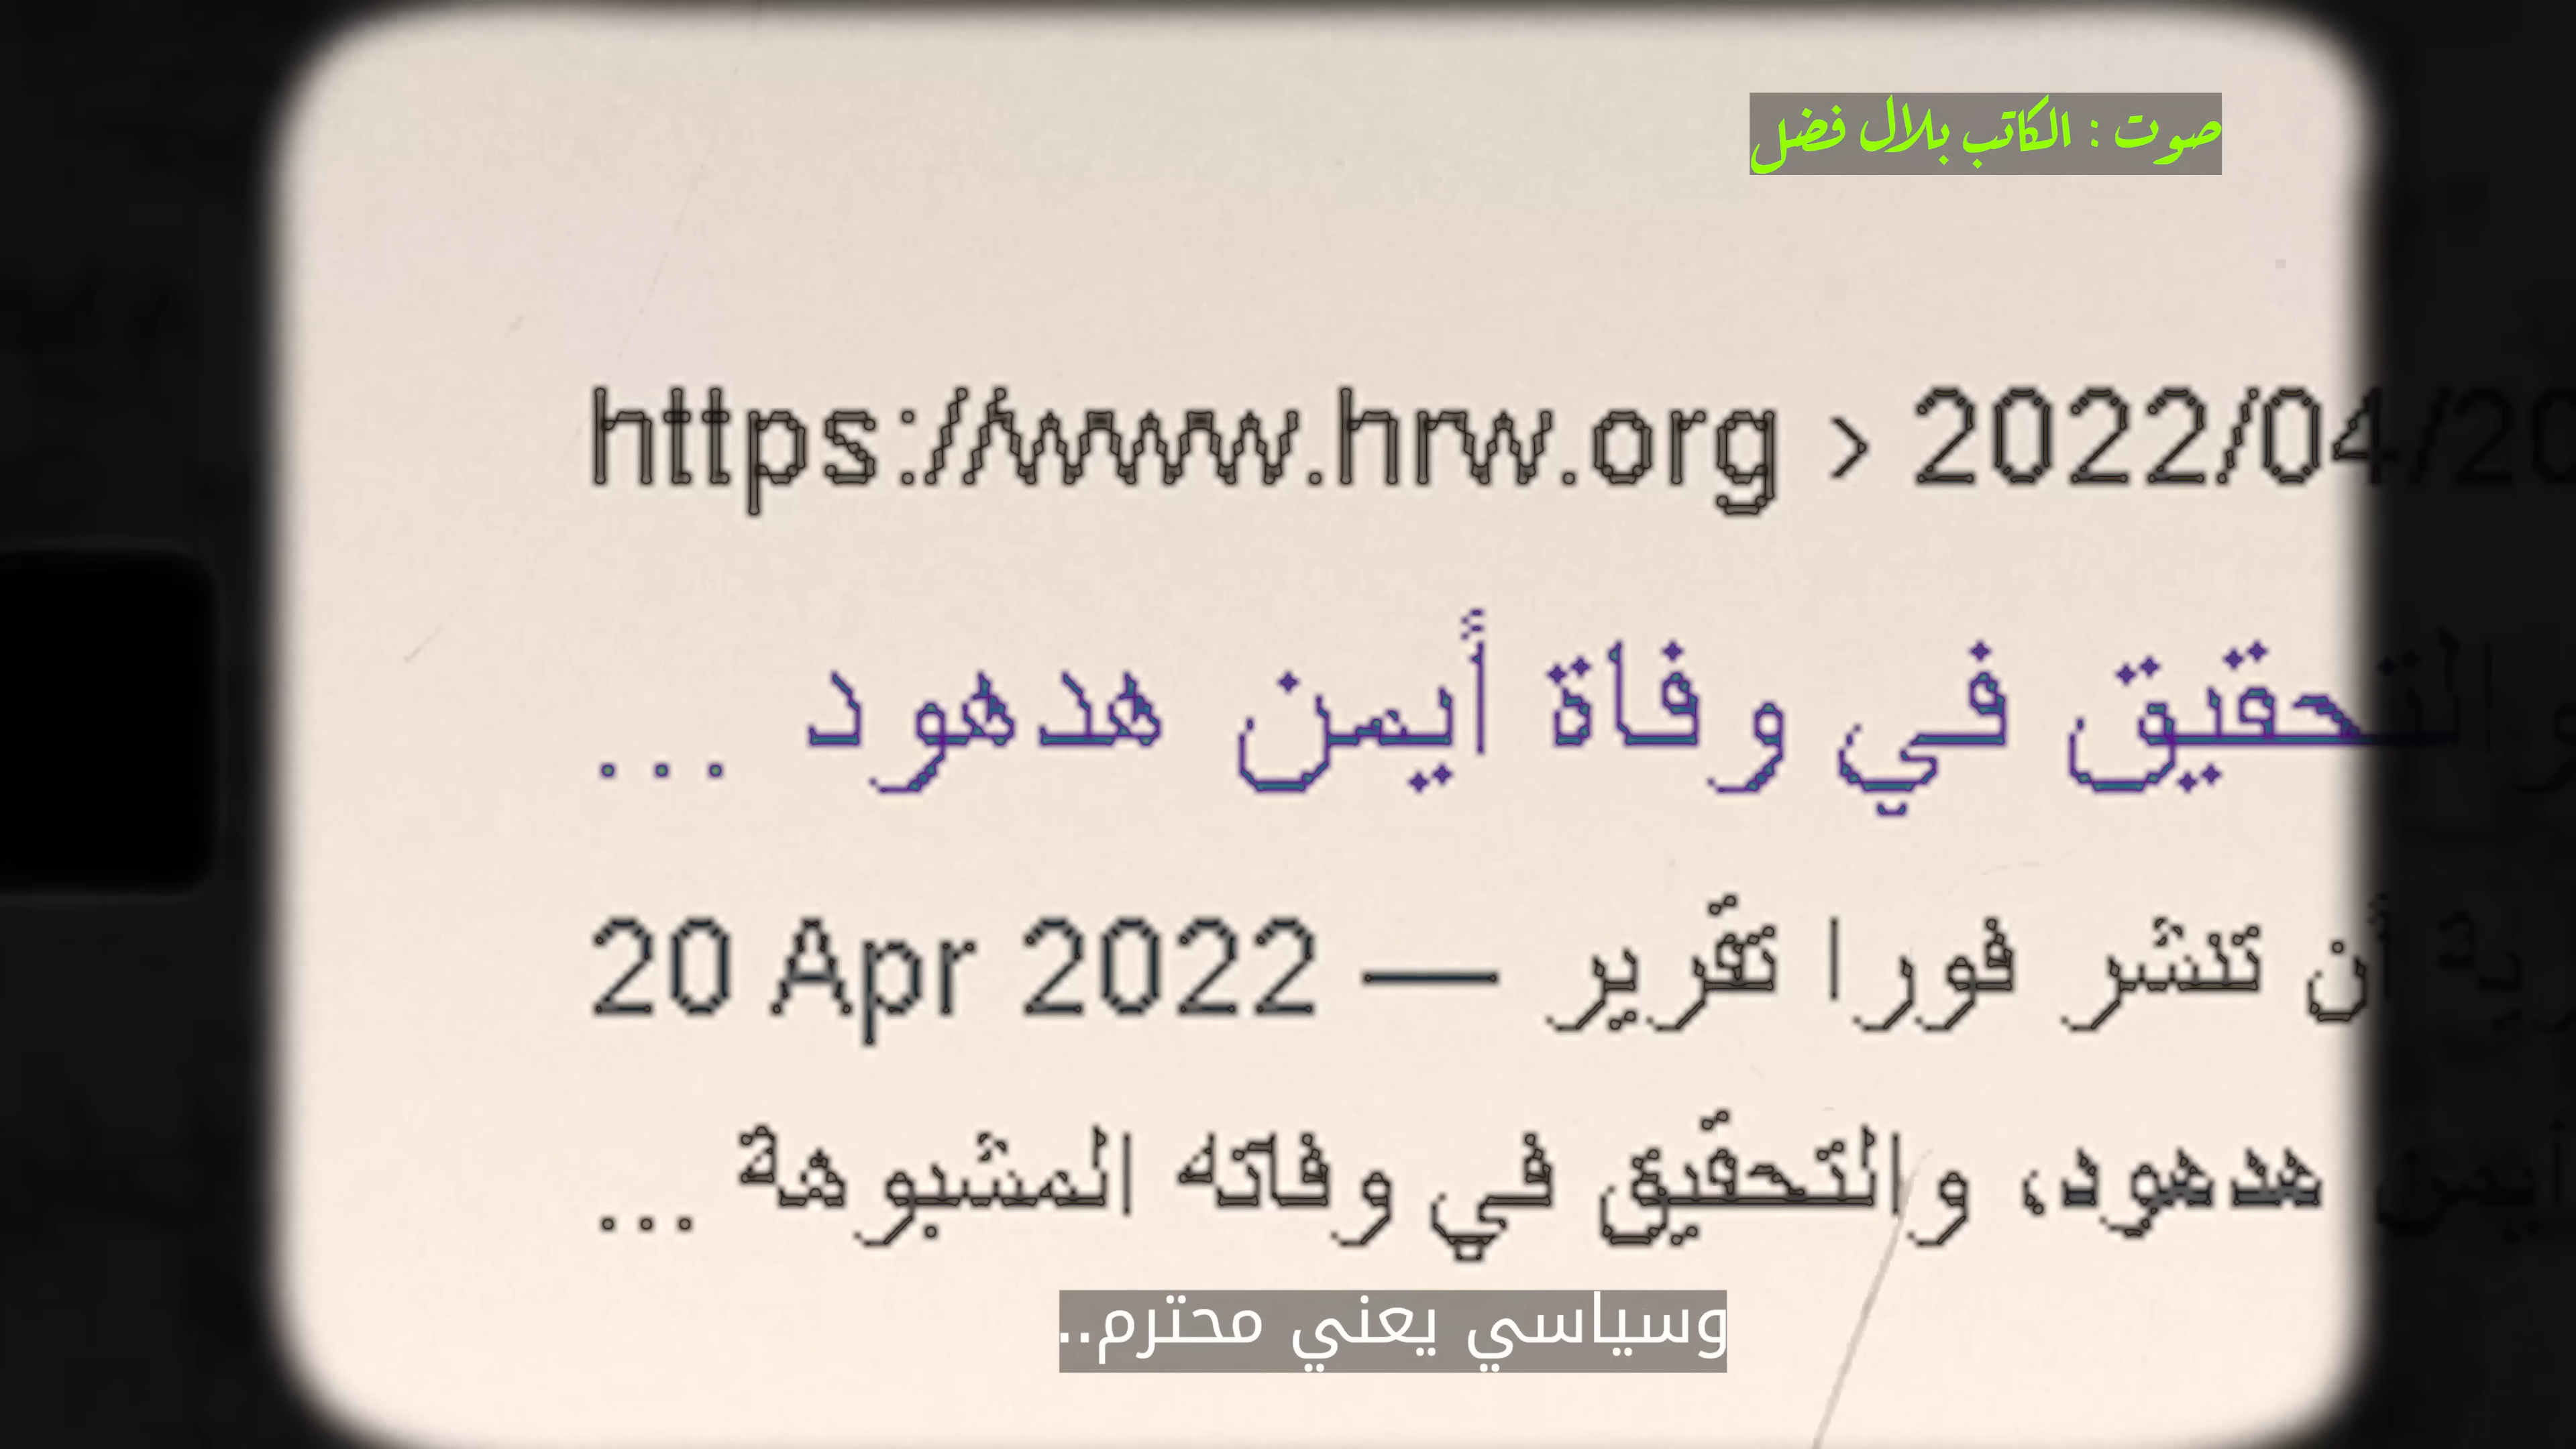 صوت : الكاتب بلال فضل
https://www.hrw.org › 2022/04/20
والتحقيق في وفاة أيمن هدهود ...
20 Apr 2022 — أن تنشر فورا تقرير
أيمن هدهود، والتحقيق في وفاته المشبوهة ...
وسياسي يعني محترم..